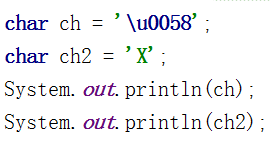 char ch = '\u0058';
char ch2 = 'X';
System.out.println(ch);
System.out.println(ch2);